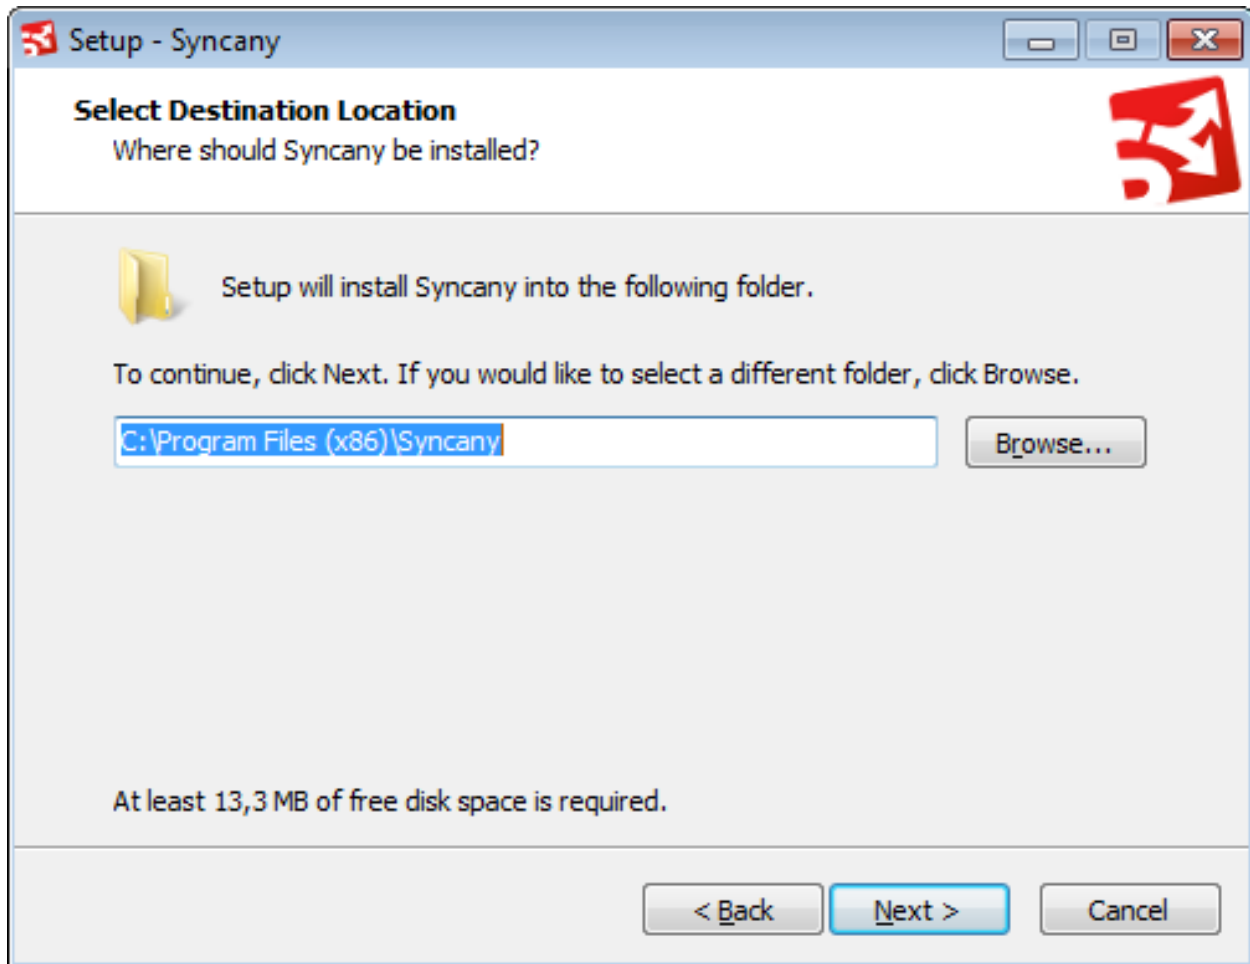 Setup - Syncany
Select Destination Location
Where should Syncany be installed?
Setup will install Syncany into the following folder.
To continue, click Next. If you would like to select a different folder, click Browse.
C:\Program Files (x86)\Syncany
Browse...
At least 13,3 MB of free disk space is required.
< Back
Next >
Cancel